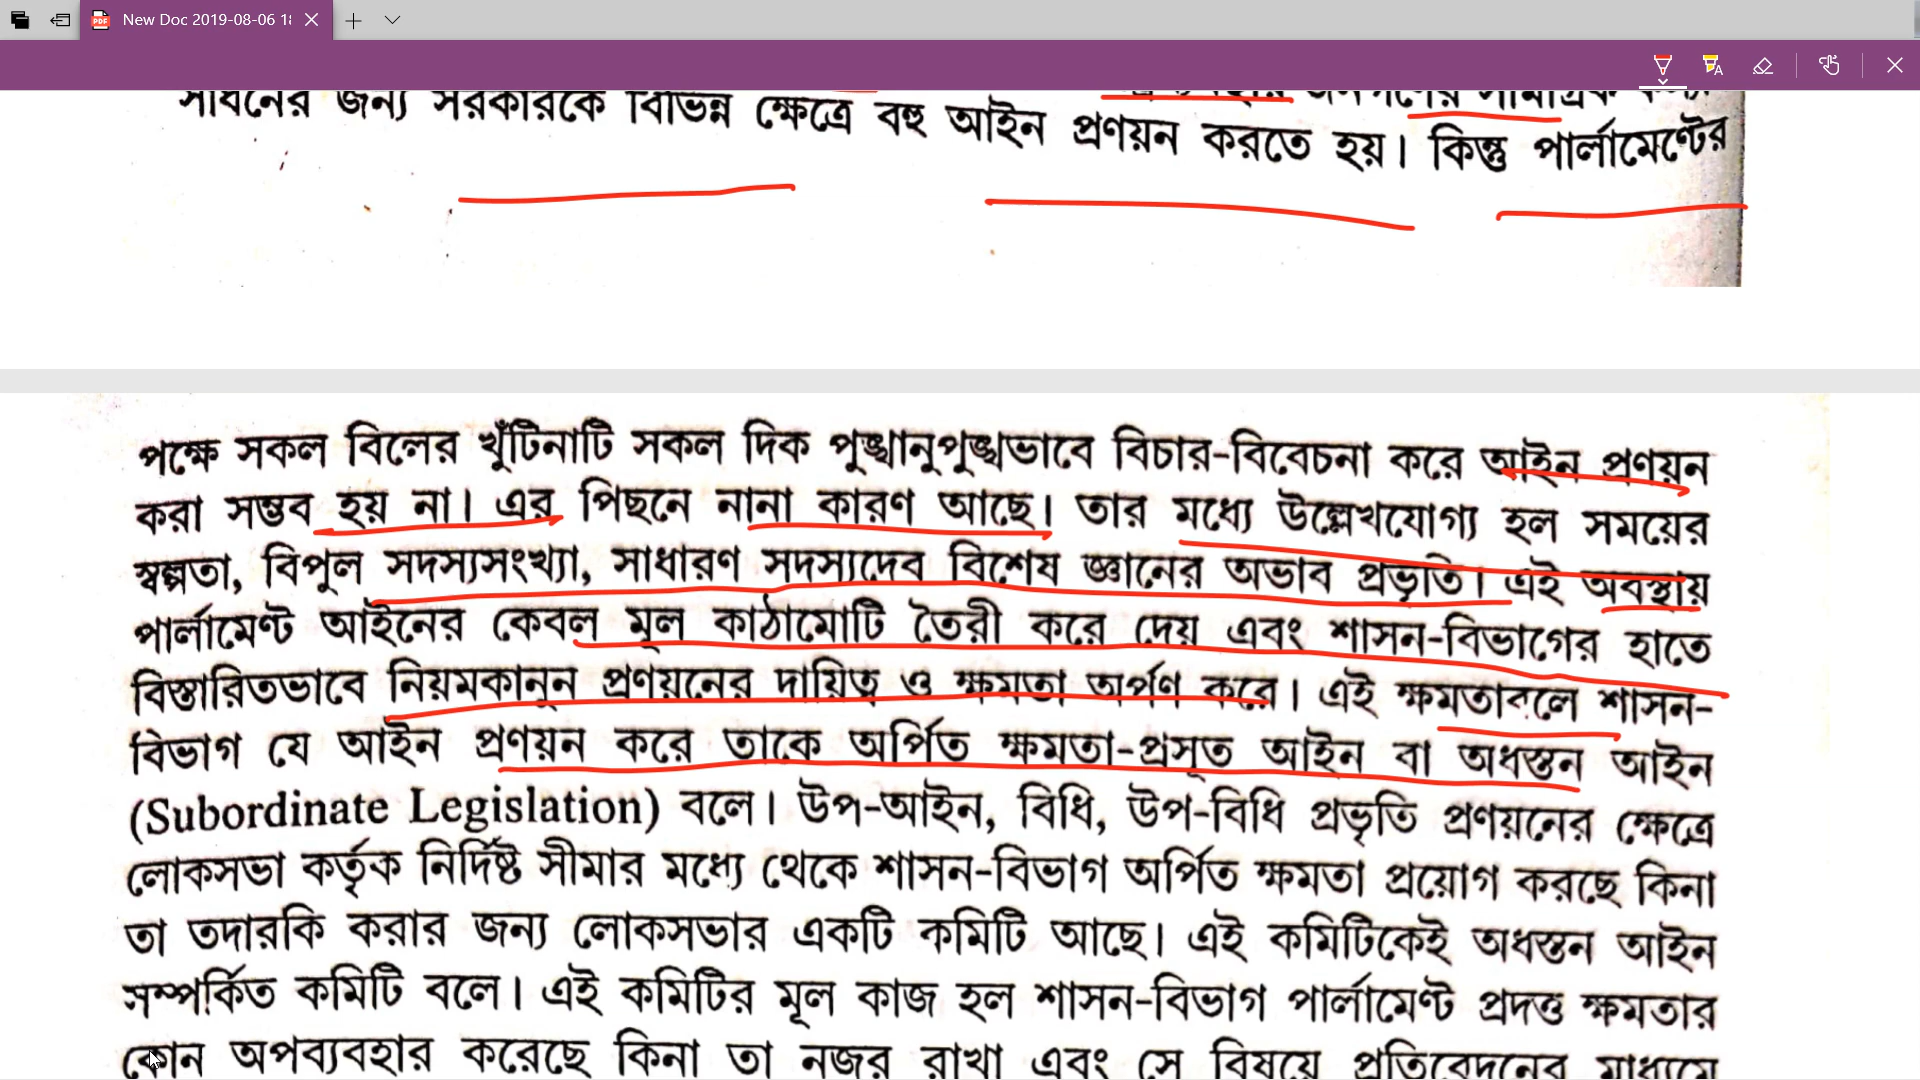 New Doc 2019-08-06 1
সাধনের জন্য সরকারকে বিভিন্ন ক্ষেত্রে বহু আইন প্রণয়ন করতে হয়। কিন্তু পার্লামেণ্টের
পক্ষে সকল বিলের খুঁটিনাটি সকল দিক পুঙ্খানুপুঙ্খভাবে বিচার-বিবেচনা করে আইন প্রণয়ন
করা সম্ভব হয় না। এর পিছনে নানা কারণ আছে। তার মধ্যে উল্লেখযোগ্য হল সময়ের
স্বল্পতা, বিপুল সদস্যসংখ্যা, সাধারণ সদস্যদের বিশেষ জ্ঞানের অভাব প্রভৃতি। এই অবস্থায়
পার্লামেণ্ট আইনের কেবল মূল কাঠামোটি তৈরী করে দেয় এবং শাসন-বিভাগের হাতে
বিস্তারিতভাবে নিয়মকানুন প্রণয়নের দায়িত্ব ও ক্ষমতা অর্পণ করে। এই ক্ষমতাবলে শাসন-
বিভাগ যে আইন প্রণয়ন করে তাকে অর্পিত ক্ষমতা-প্রসূত আইন বা অধস্তন আইন
(Subordinate Legislation) বলে। উপ-আইন, বিধি, উপ-বিধি প্রভৃতি প্রণয়নের ক্ষেত্রে
লোকসভা কর্তৃক নির্দিষ্ট সীমার মধ্যে থেকে শাসন-বিভাগ অর্পিত ক্ষমতা প্রয়োগ করছে কিনা
তা তদারকি করার জন্য লোকসভার একটি কমিটি আছে। এই কমিটিকেই অধস্তন আইন
সম্পর্কিত কমিটি বলে। এই কমিটির মূল কাজ হল শাসন-বিভাগ পার্লামেণ্ট প্রদত্ত ক্ষমতার
কোন অপব্যবহার করেছে কিনা তা নজর রাখা এবং সে বিষয়ে প্রতিবেদনের মাধ্যমে